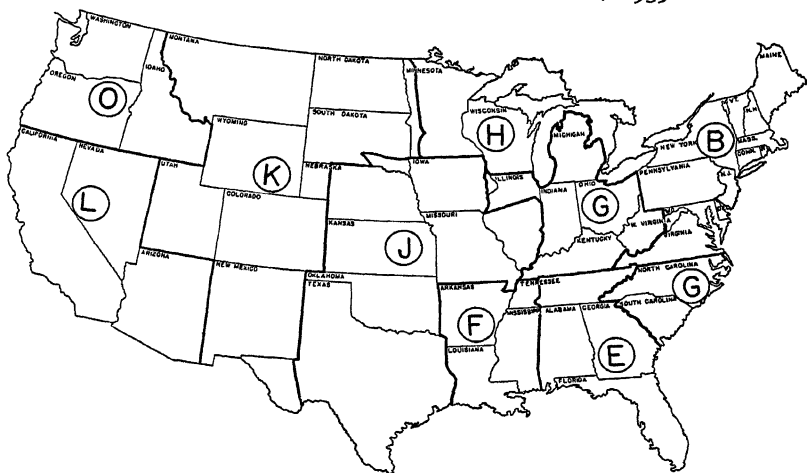 WASHINGTON
MONTANA
NORTH DAKOTA
MINNESOTA
MAINE
OREGON
IDAHO
WISCONSIN
VT.
N.H.
O
SOUTH DAKOTA
H
MICHIGAN
NEW YORK
B
MASS.
CONN.
WYOMING
CALIFORNIA
NEVADA
UTAH
K
NEBRASKA
IOWA
ILLINOIS
INDIANA
OHIO
PENNSYLVANIA
N.J.
L
COLORADO
G
DEL.
MISSOURI
W. VIRGINIA
KANSAS
J
KENTUCKY
VIRGINIA
ARIZONA
NEW MEXICO
OKLAHOMA
TEXAS
ARKANSAS
TENNESSEE
NORTH CAROLINA
G
F
MISSISSIPPI
ALABAMA
GEORGIA
SOUTH CAROLINA
LOUISIANA
E
FLORIDA